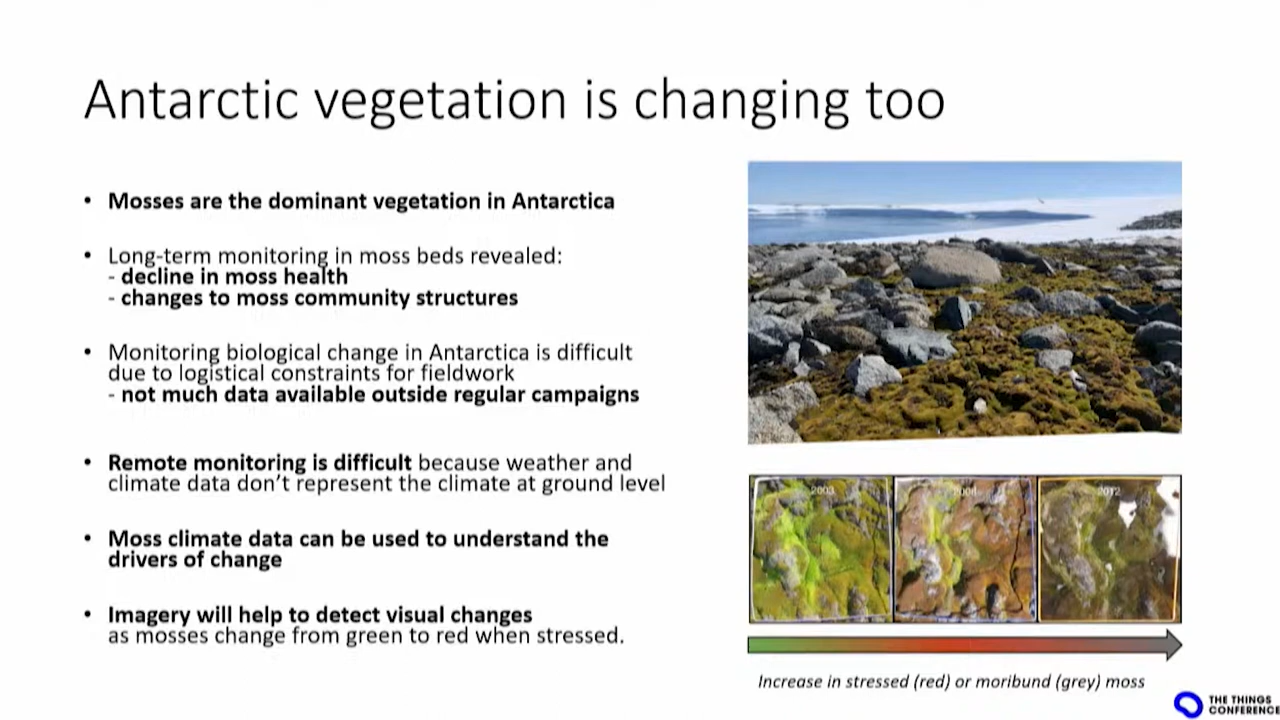 Antarctic vegetation is changing too
• Mosses are the dominant vegetation in Antarctica
• Long-term monitoring in moss beds revealed:
- decline in moss health
- changes to moss community structures
• Monitoring biological change in Antarctica is difficult
due to logistical constraints for fieldwork
- not much data available outside regular campaigns
• Remote monitoring is difficult because weather and
climate data don't represent the climate at ground level
• Moss climate data can be used to understand the
drivers of change
• Imagery will help to detect visual changes
as mosses change from green to red when stressed.
2003
2012
Increase in stressed (red) or moribund (grey) moss
THE THINGS
CONFERENCE